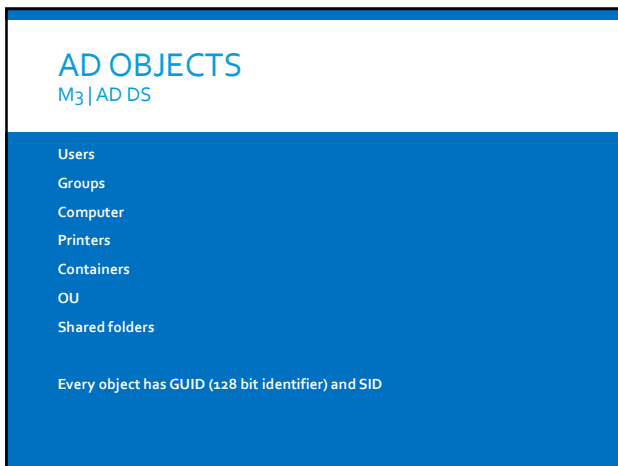 AD OBJECTS
M3 | AD DS
Users
Groups
Computer
Printers
Containers
OU
Shared folders
Every object has GUID (128 bit identifier) and SID